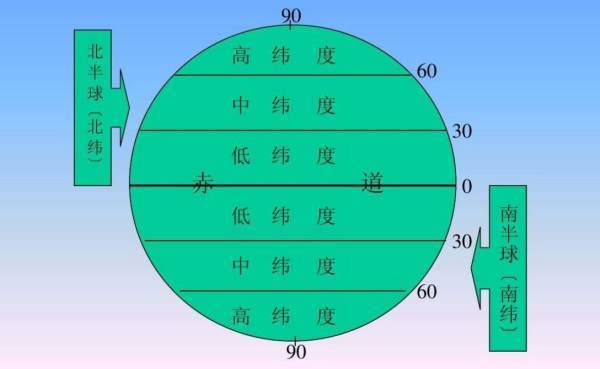 90
高 纬 度
60
中 纬 度
30
低 纬 度
赤 道 0
低 纬 度
30
中 纬 度
60
高 纬 度
90
北半球〔北纬〕
南半球〔南纬〕